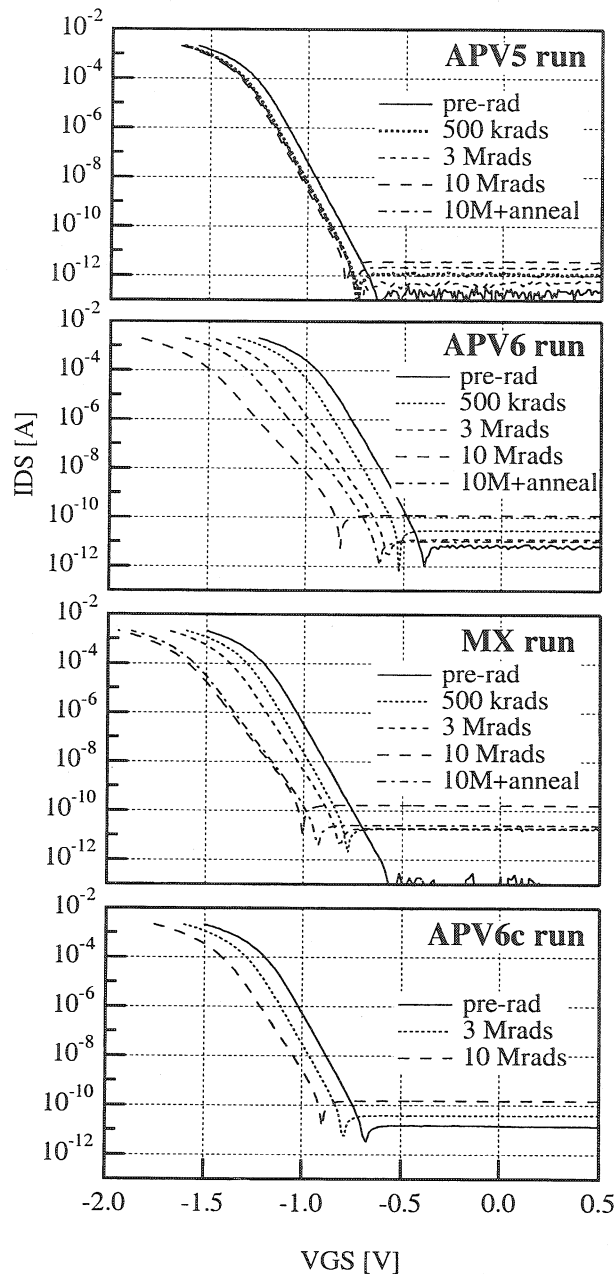 10-2
10-4
10-6
10-8
10-10
10-12
APV5 run
pre-rad
500 krads
3 Mrads
10 Mrads
10M+anneal
10-2
10-4
10-6
10-8
10-10
10-12
APV6 run
pre-rad
500 krads
3 Mrads
10 Mrads
10M+anneal
IDS [A]
10-2
10-4
10-6
10-8
10-10
10-12
MX run
pre-rad
500 krads
3 Mrads
10 Mrads
10M+anneal
10-2
10-4
10-6
10-8
10-10
10-12
APV6c run
pre-rad
3 Mrads
10 Mrads
-2.0 -1.5 -1.0 -0.5 0.0 0.5
VGS [V]